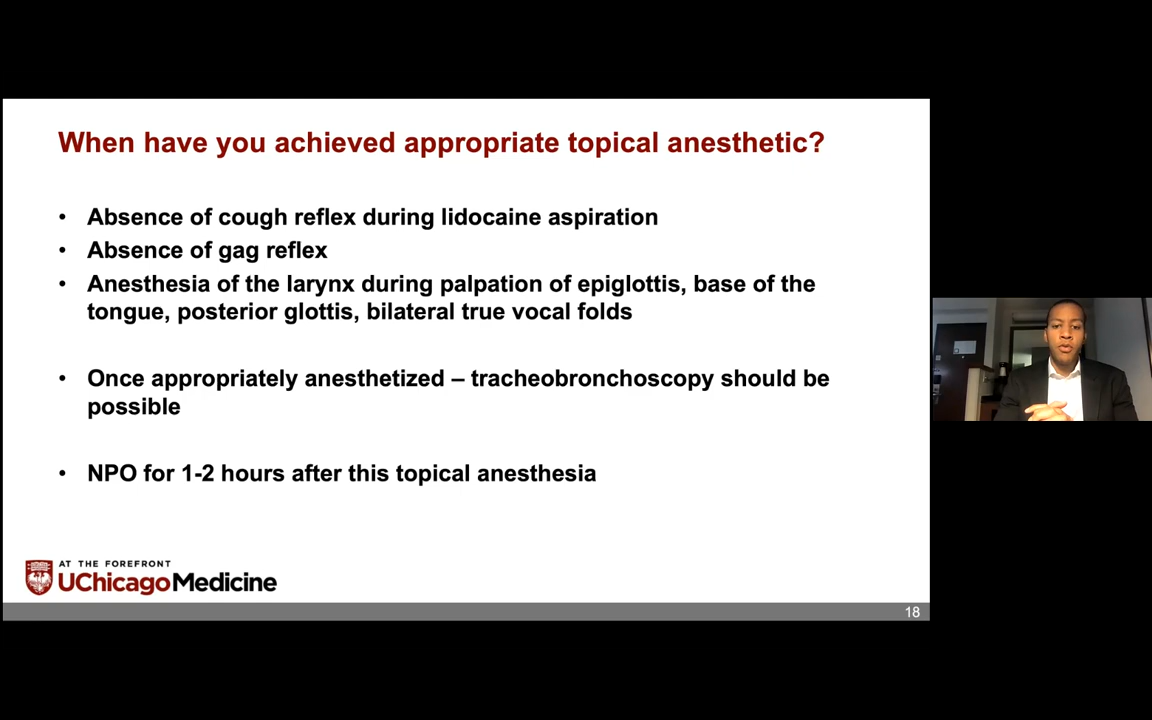 When have you achieved appropriate topical anesthetic?
• Absence of cough reflex during lidocaine aspiration
• Absence of gag reflex
• Anesthesia of the larynx during palpation of epiglottis, base of the
tongue, posterior glottis, bilateral true vocal folds
• Once appropriately anesthetized – tracheobronchoscopy should be
possible
• NPO for 1-2 hours after this topical anesthesia
AT THE FOREFRONT
UChicagoMedicine
18